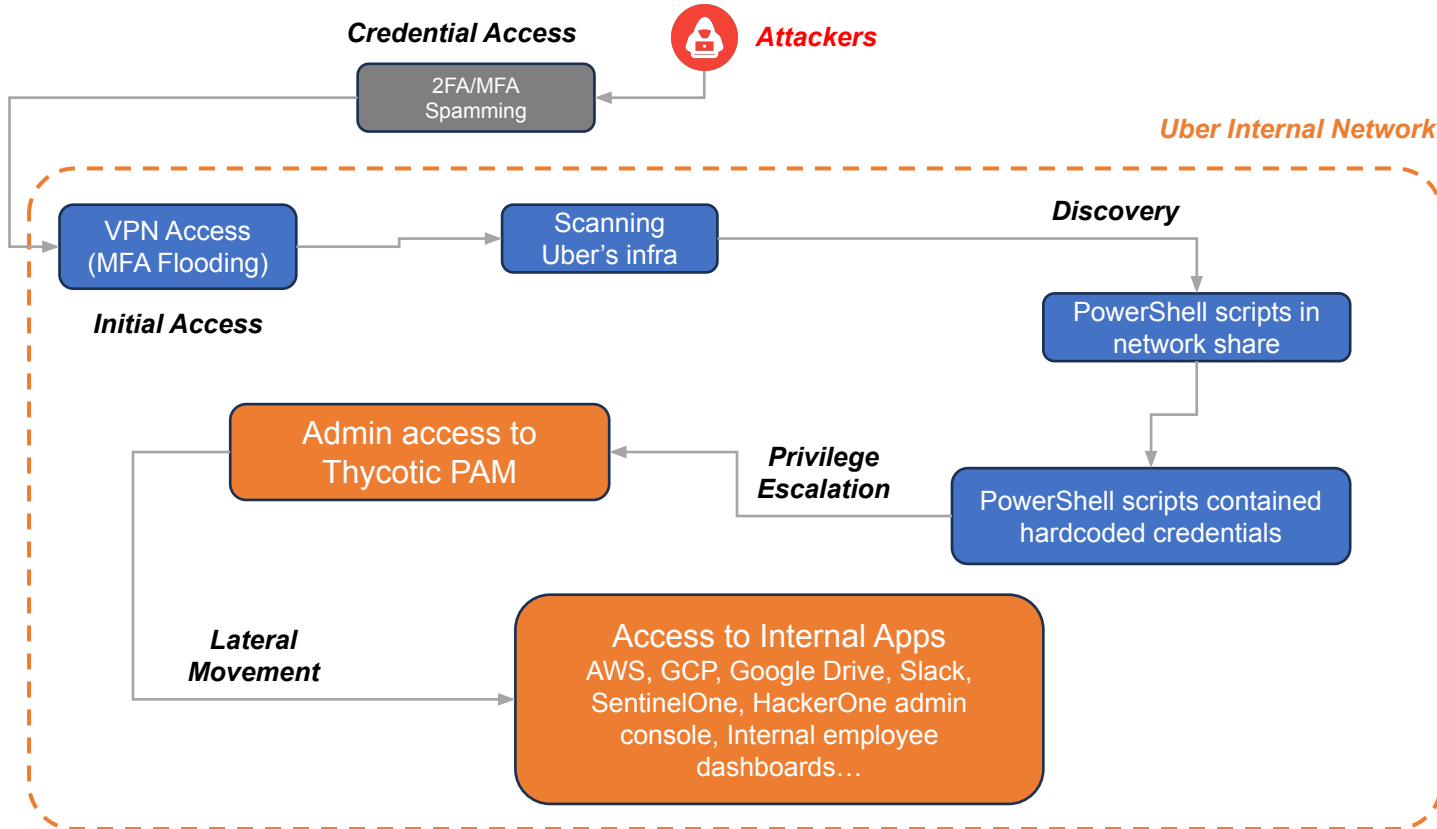 Credential Access
Attackers
2FA/MFA
Spamming
Uber Internal Network
VPN Access
(MFA Flooding)
Scanning
Uber’s infra
Discovery
Initial Access
PowerShell scripts in
network share
Admin access to
Thycotic PAM
Privilege
Escalation
PowerShell scripts contained
hardcoded credentials
Lateral
Movement
Access to Internal Apps
AWS, GCP, Google Drive, Slack,
SentinelOne, HackerOne admin
console, Internal employee
dashboards…